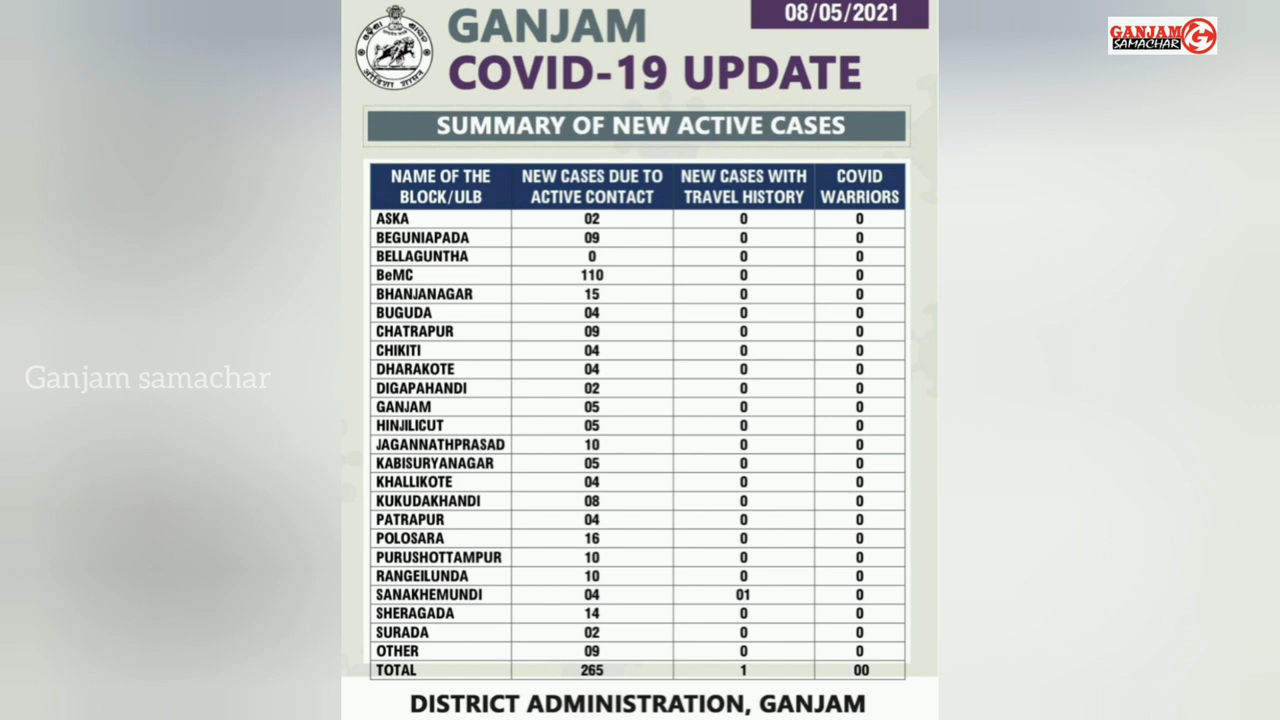 08/05/2021
GANJAM
COVID-19 UPDATE
GANJAM
SAMACHAR
SUMMARY OF NEW ACTIVE CASES
NAME OF THE BLOCK/ULB NEW CASES DUE TO ACTIVE CONTACT NEW CASES WITH TRAVEL HISTORY COVID WARRIORS
ASKA 02 0 0
BEGUNIAPADA 09 0 0
BELLAGUNTHA 0 0 0
BeMC 110 0 0
BHANJANAGAR 15 0 0
BUGUDA 04 0 0
CHATRAPUR 09 0 0
CHIKITI 04 0 0
DHARAKOTE 04 0 0
DIGAPAHANDI 02 0 0
GANJAM 05 0 0
HINJILICUT 05 0 0
JAGANNATHPRASAD 10 0 0
KABISURYANAGAR 05 0 0
KHALLIKOTE 04 0 0
KUKUDAKHANDI 08 0 0
PATRAPUR 04 0 0
POLOSARA 16 0 0
PURUSHOTTAMPUR 10 0 0
RANGEILUNDA 10 0 0
SANAKHEMUNDI 04 01 0
SHERAGADA 14 0 0
SURADA 02 0 0
OTHER 09 0 0
TOTAL 265 1 00
DISTRICT ADMINISTRATION, GANJAM
Ganjam samachar